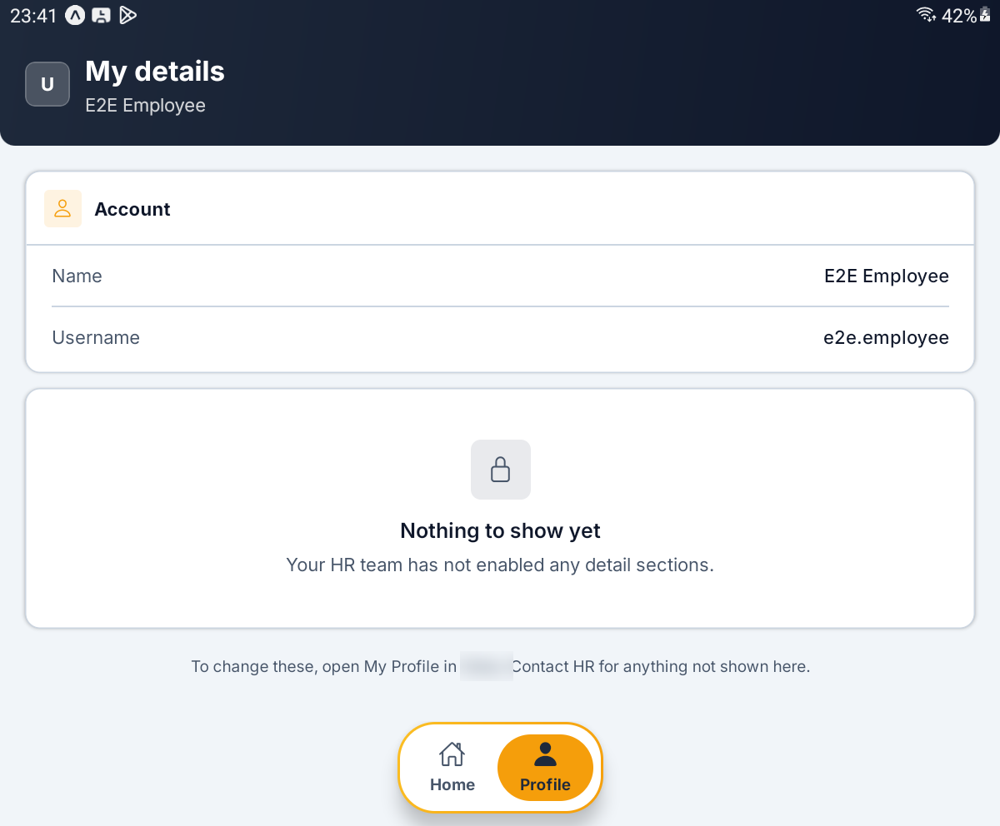 23:41
42%
U
My details
E2E Employee
Account
Name
E2E Employee
Username
e2e.employee
Nothing to show yet
Your HR team has not enabled any detail sections.
To change these, open My Profile in Contact HR for anything not shown here.
Home
Profile